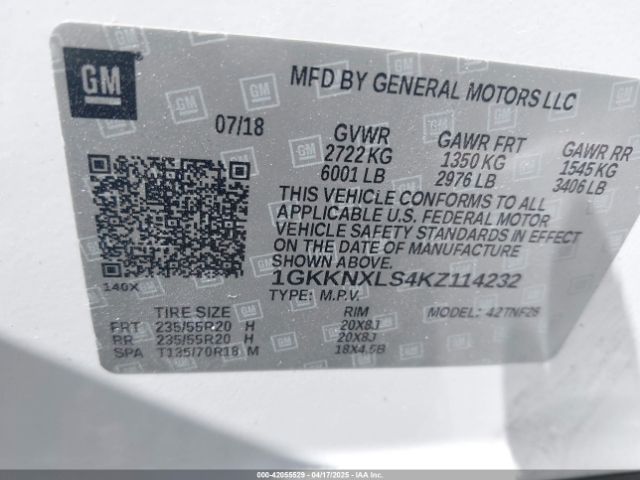 GM
MFD BY GENERAL MOTORS LLC
07/18 GVWR GAWR FRT GAWR RR
2722 KG 1350 KG 1545 KG
6001 LB 2976 LB 3406 LB
THIS VEHICLE CONFORMS TO ALL
APPLICABLE U.S. FEDERAL MOTOR
VEHICLE SAFETY STANDARDS IN EFFECT
ON THE DATE OF MANUFACTURE
SHOWN ABOVE.
140X 1GKKNXLS4KZ114232
TYPE: M.P.V. MODEL: 4ZTNF26
TIRE SIZE RIM
FRT 235/55R20 H 20X8J
RR 235/55R20 H 20X8J
SPA T135/70R18 M 18X4.5B
000-42055529 (IAA) 04/17/2025 (IAA)